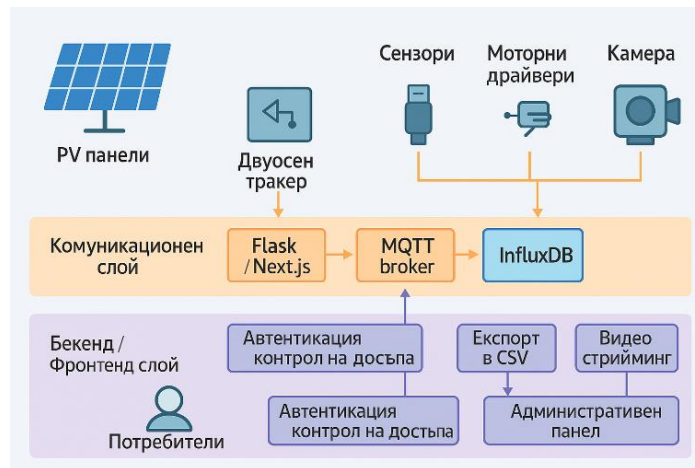 Сензори
Моторни
драйвери
Камера
PV панели
Двуосен
тракер
Комуникационен
слой
Flask
/Next.js
MQTT
broker
InfluxDB
Бекенд /
Фронтенд слой
Автентикация
контрол на досъпа
Експорт
в CSV
Видео
стрийминг
Потребители
Автентикация
контрол на достьпа
Административен
панел